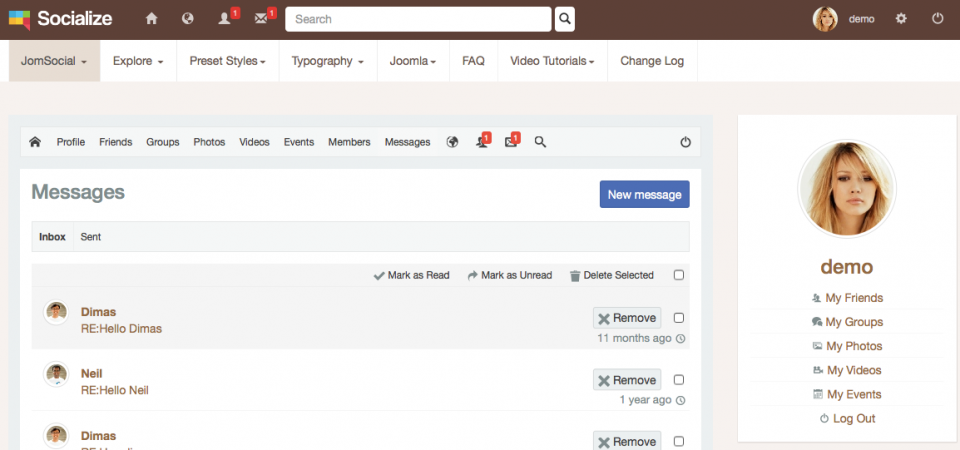 Socialize 1 1 Search demo
JomSocial Explore Preset Styles Typography Joomla FAQ Video Tutorials Change Log
Profile Friends Groups Photos Videos Events Members Messages 1 1
Messages
New message
Inbox Sent
Mark as Read Mark as Unread Delete Selected
Dimas
RE:Hello Dimas
Remove
11 months ago
Neil
RE:Hello Neil
Remove
1 year ago
Dimas
Remove
demo
My Friends
My Groups
My Photos
My Videos
My Events
Log Out